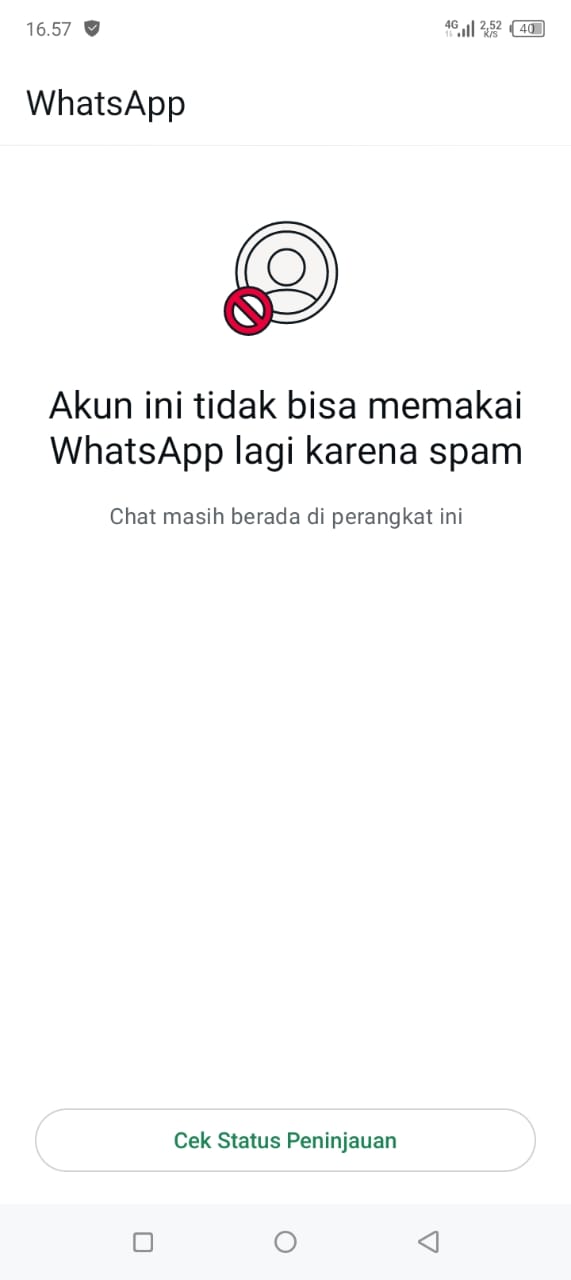 16.57
4G 2,52 K/S 40
WhatsApp
Akun ini tidak bisa memakai
WhatsApp lagi karena spam
Chat masih berada di perangkat ini
Cek Status Peninjauan